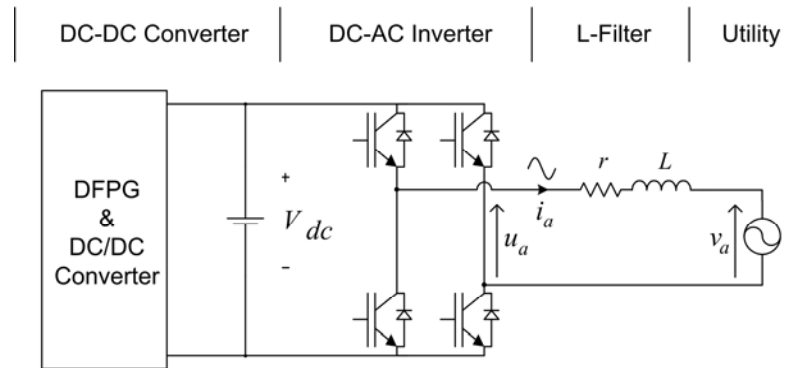 DC-DC Converter
DC-AC Inverter
L-Filter
Utility
DFPG
&
DC/DC
Converter
+
V dc
-
u a
i a
r
L
v a